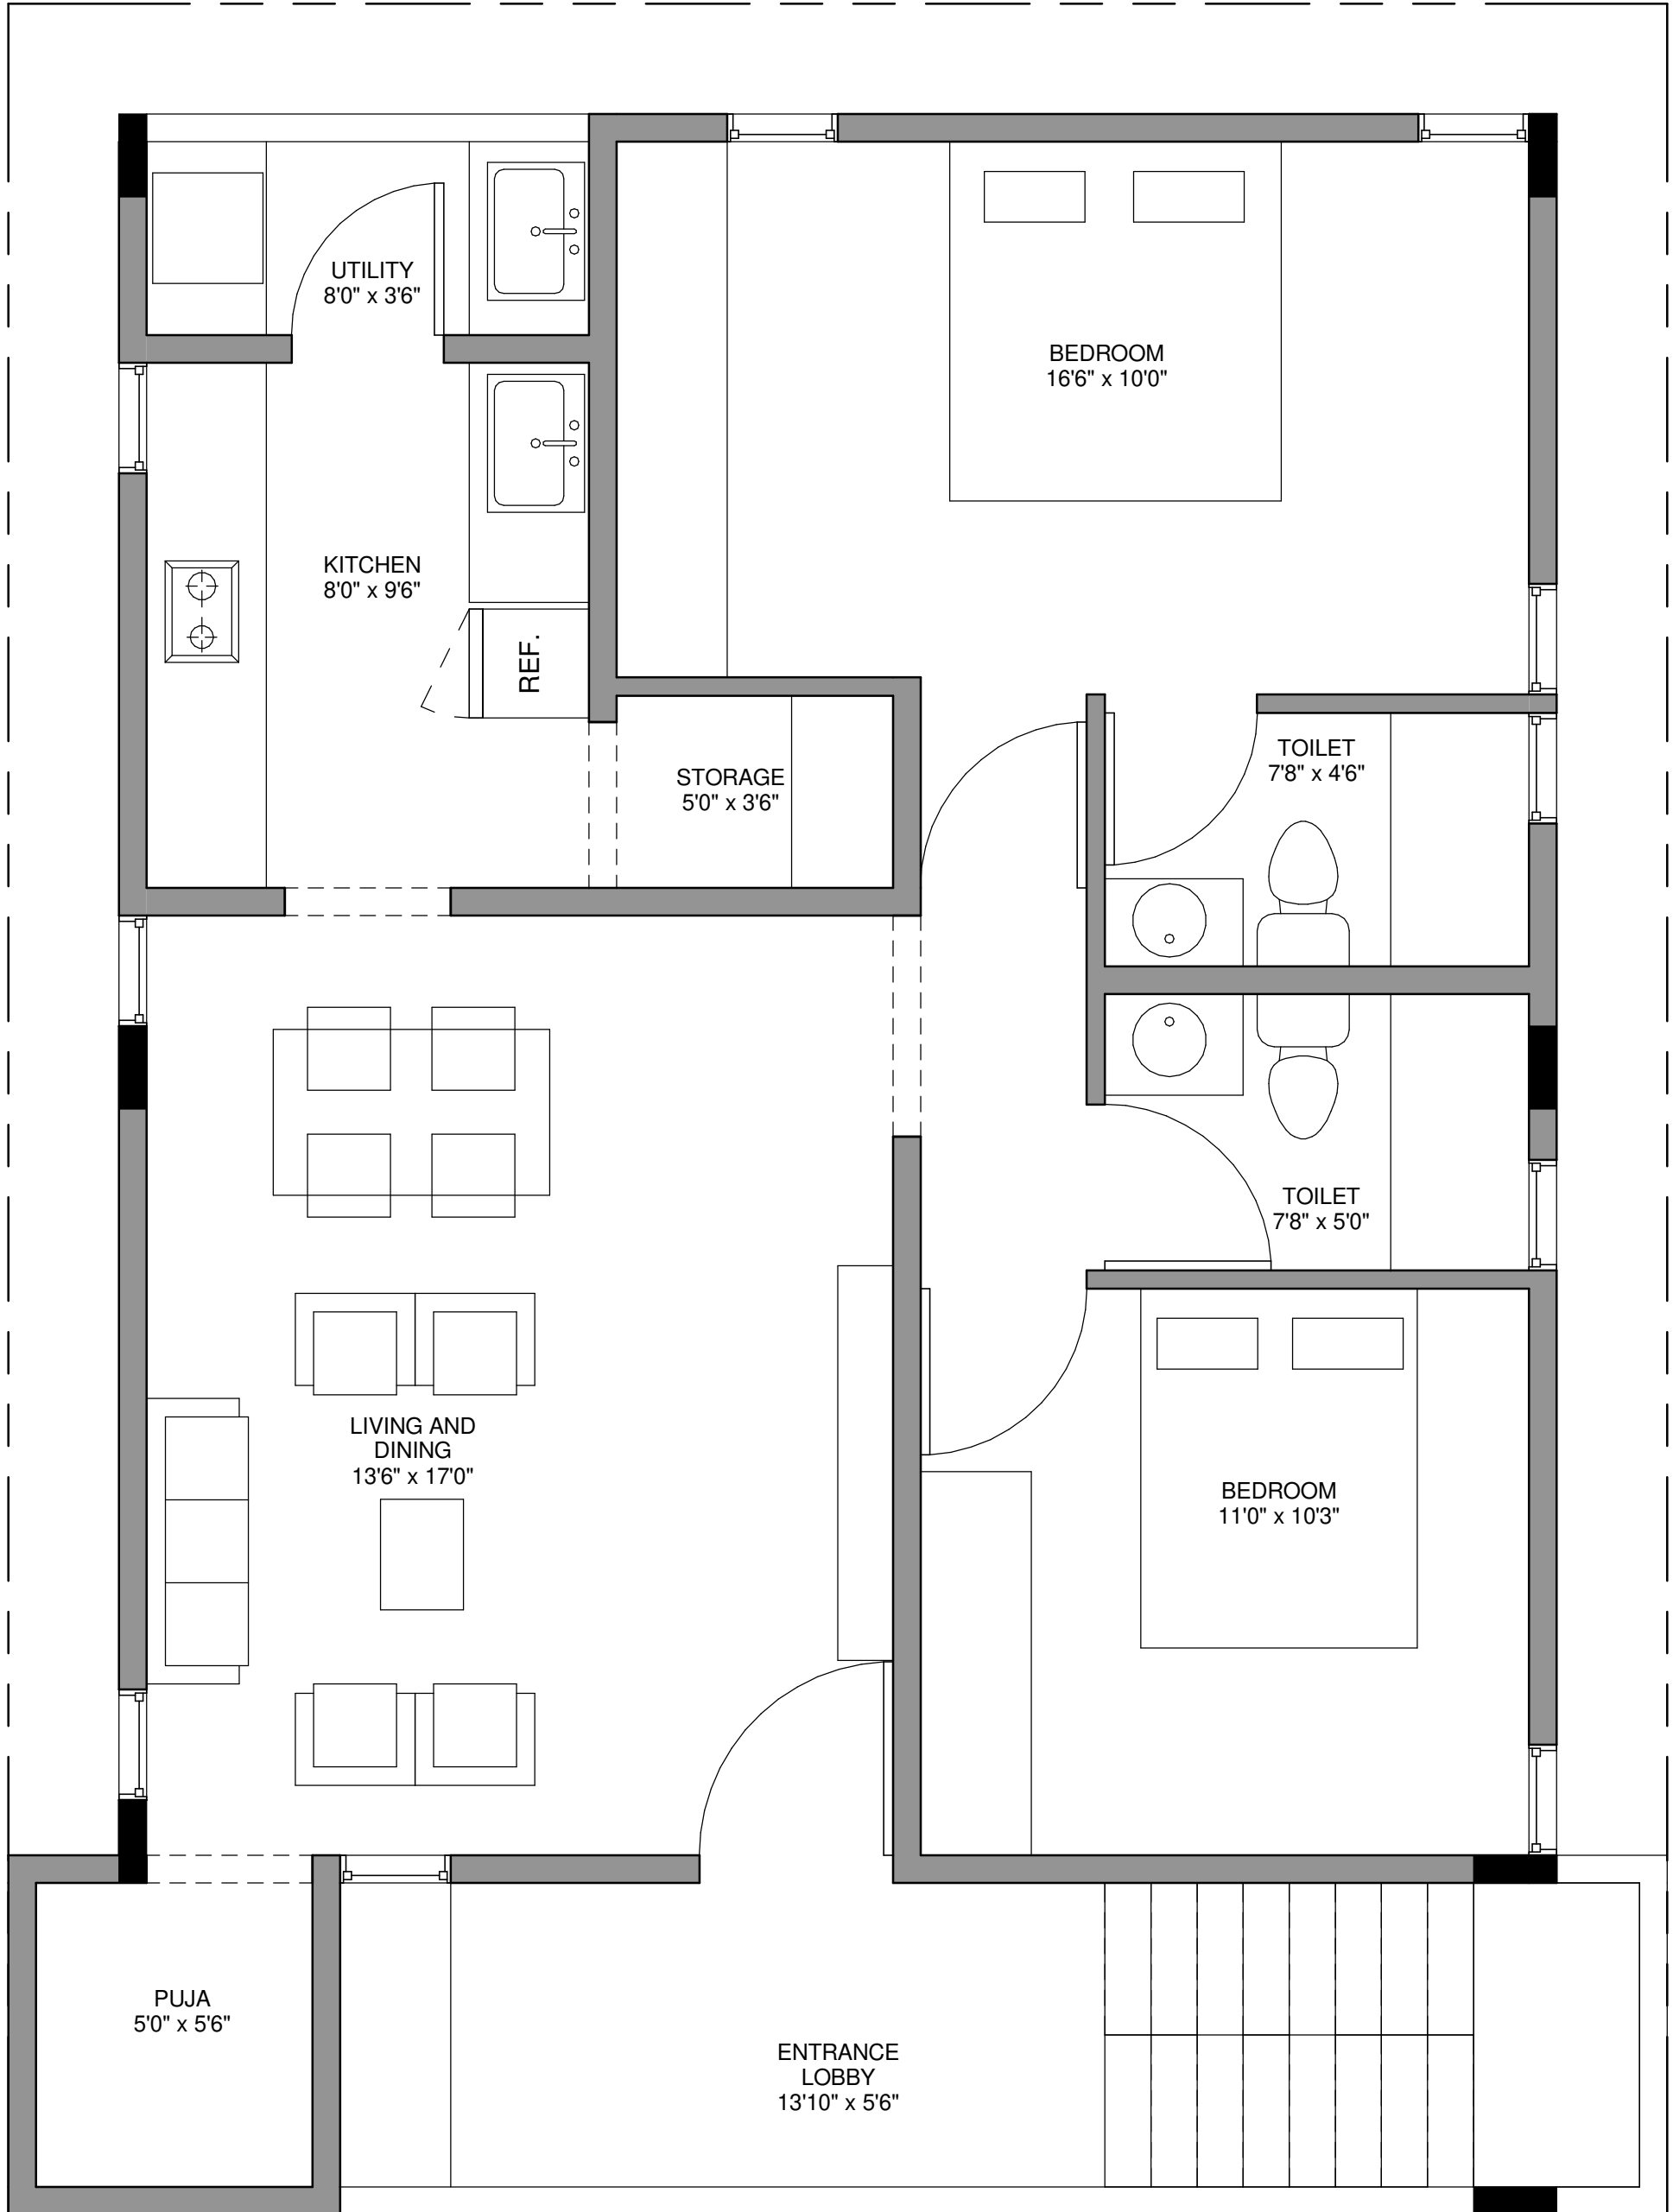 UTILITY
8'0" x 3'6"
BEDROOM
16'6" x 10'0"
KITCHEN
8'0" x 9'6"
REF.
STORAGE
5'0" x 3'6"
TOILET
7'8" x 4'6"
TOILET
7'8" x 5'0"
LIVING AND
DINING
13'6" x 17'0"
BEDROOM
11'0" x 10'3"
PUJA
5'0" x 5'6"
ENTRANCE
LOBBY
13'10" x 5'6"